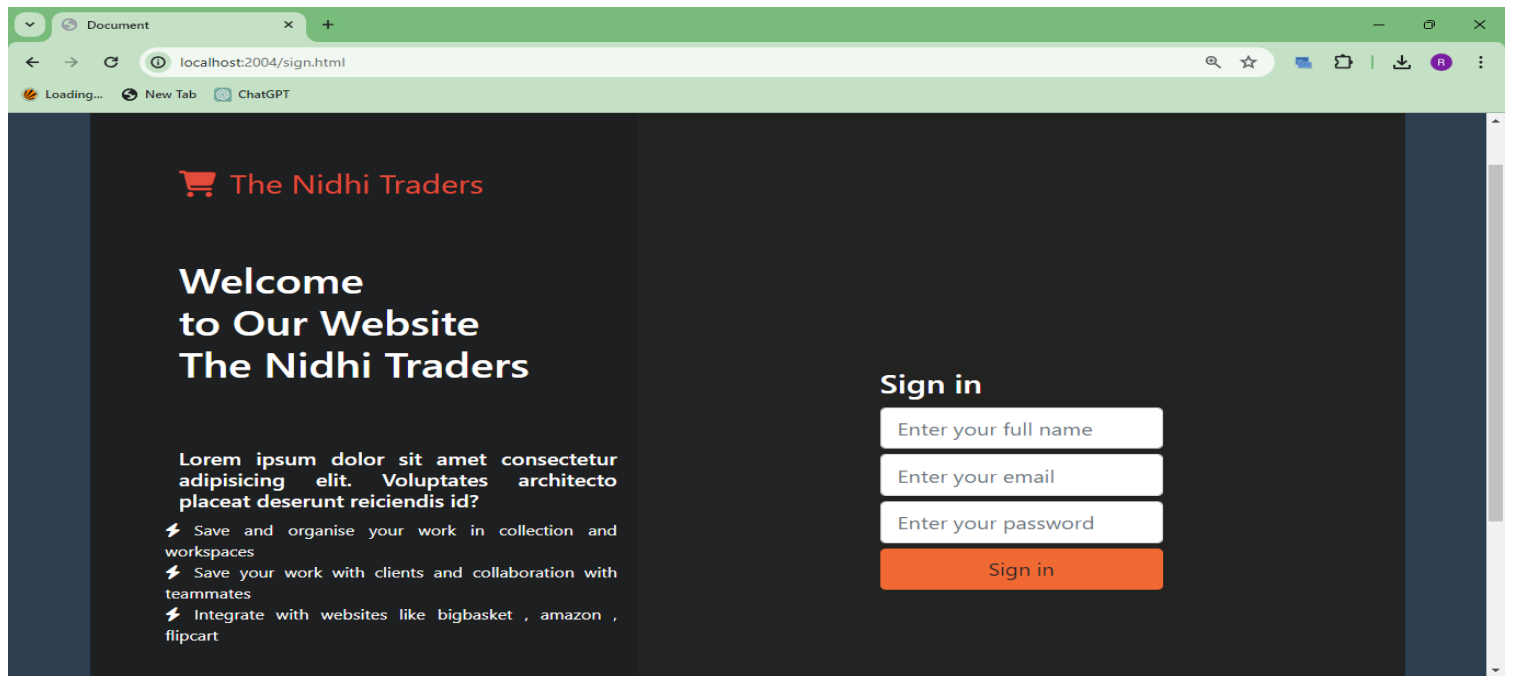 Document
localhost:2004/sign.html
R
Loading...
New Tab
ChatGPT
The Nidhi Traders
Welcome
to Our Website
The Nidhi Traders
Lorem ipsum dolor sit amet consectetur
adipisicing elit. Voluptates architecto
placeat deserunt reiciendis id?
Save and organise your work in collection and
workspaces
Save your work with clients and collaboration with
teammates
Integrate with websites like bigbasket , amazon ,
flipcart
Sign in
Enter your full name
Enter your email
Enter your password
Sign in